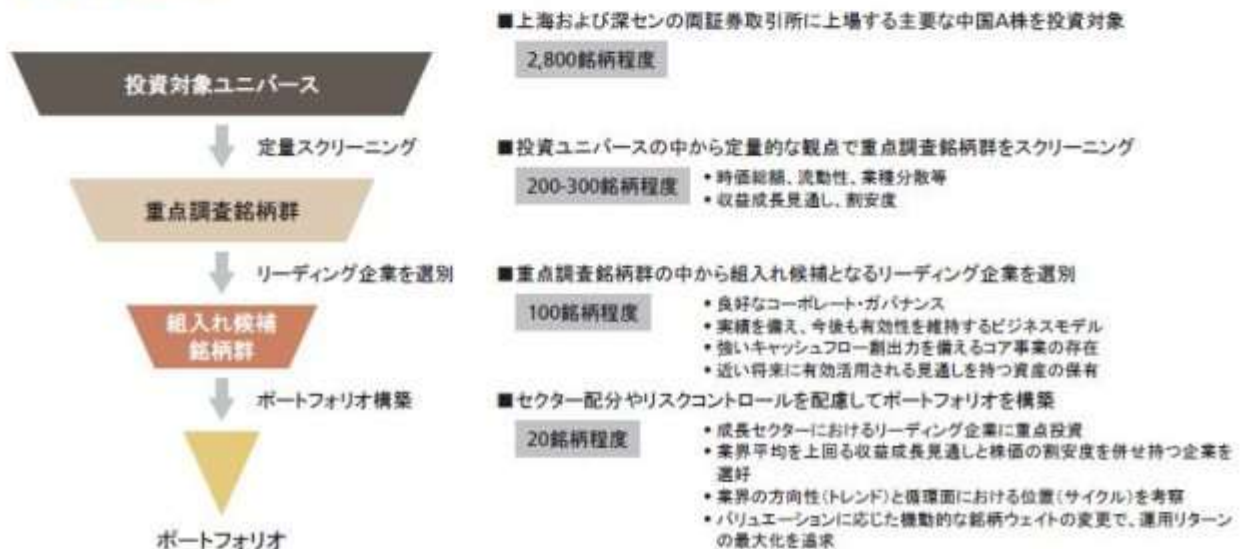 ■上海および深センの両証券取引所に上場する主要な中国A株を投資対象
2,800銘柄程度
投資対象ユニバース
定量スクリーニング
■投資ユニバースの中から定量的な観点で重点調査銘柄群をスクリーニング
200-300銘柄程度
• 時価総額、流動性、業種分散等
• 収益成長見通し、割安度
重点調査銘柄群
リーディング企業を選別
■重点調査銘柄群の中から組入れ候補となるリーディング企業を選別
100銘柄程度
• 良好なコーポレート・ガバナンス
• 実績を備え、今後も有効性を維持するビジネスモデル
• 強いキャッシュフロー創出力を備えるコア事業の存在
• 近い将来に有効活用される見通しを持つ資産の保有
組入れ候補
銘柄群
ポートフォリオ構築
■セクター配分やリスクコントロールを配慮してポートフォリオを構築
20銘柄程度
• 成長セクターにおけるリーディング企業に重点投資
• 業界平均を上回る収益成長見通しと株価の割安度を併せ持つ企業を
選好
• 業界の方向性(トレンド)と循環面における位置(サイクル)を考察
• バリュエーションに応じた機動的な銘柄ウェイトの変更で、運用リターン
の最大化を追求
ポートフォリオ